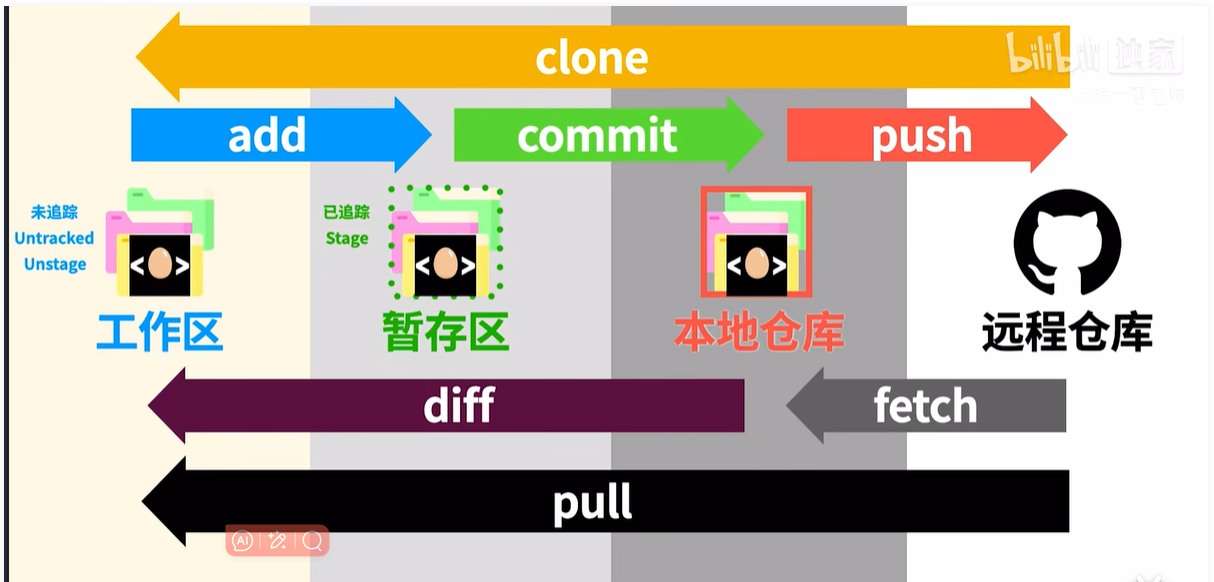 clone
bilibili 独家
add
commit
push
未追踪
Untracked
Unstage
已追踪
Stage
< >
< >
< >
工作区
暂存区
本地仓库
远程仓库
diff
fetch
pull
AI